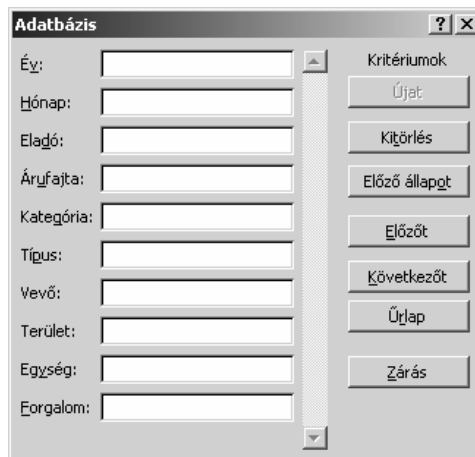 Adatbázis
Év:
Hónap:
Eladó:
Árufajta:
Kategória:
Típus:
Vevő:
Terület:
Egység:
Forgalom:
Kritériumok
Újat
Kitörlés
Előző állapot
Előzőt
Következőt
Űrlap
Zárás